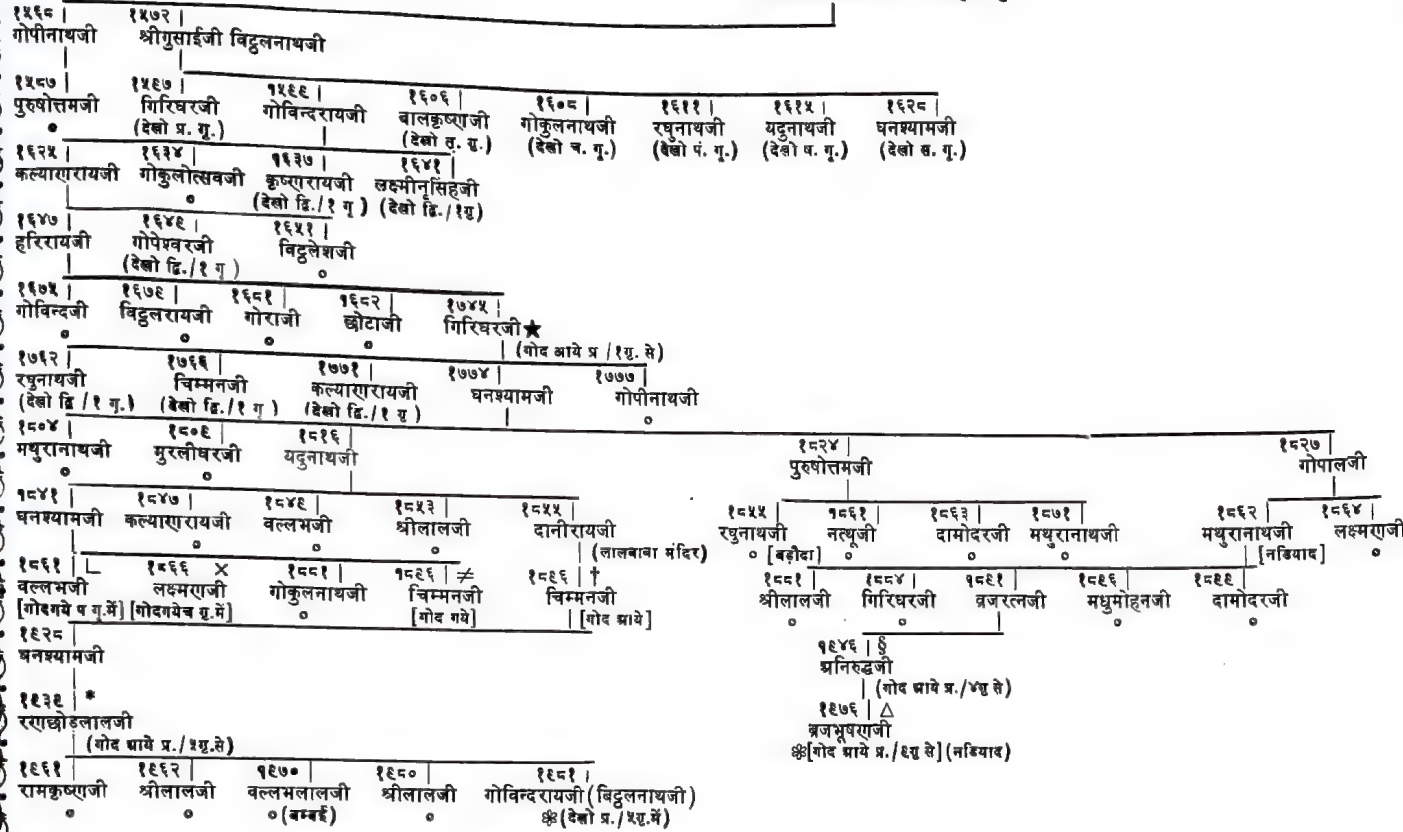 १५६८ १५७२
गोपीनाथजी श्रीगुसाईजी विट्ठलनाथजी
१५८७ १५९७ १५९९ १६०६ १६०८ १६११ १६१५ १६२८
पुरुषोत्तमजी गिरिधरजी गोविन्दरायजी बालकृष्णजी गोकुलनाथजी रघुनाथजी यदुनाथजी घनश्यामजी
(देखो प्र. गृ.) (देखो तृ. गृ.) (देखो च. गृ.) (देखो पं. गृ.) (देखो ष. गृ.) (देखो स. गृ.)
१६२५ १६३४ १६३७ १६४१
कल्याणरायजी गोकुलोत्सवजी कृष्णरायजी लक्ष्मीनृसिंहजी
(देखो द्वि./१ गृ) (देखो द्वि./१गृ)
१६४७ १६४९ १६५१
हरिरायजी गोपेश्वरजी विट्ठलेशजी
(देखो द्वि./१ गृ)
१६७५ १६७९ १६८१ १६८२ १७४५
गोविन्दजी विट्ठलरायजी गोराजी छोटाजी गिरिधरजी ★
(गोद आये प्र /१गृ. से)
१७६२ १७६६ १७७१ १७७४ १७७७
रघुनाथजी चिम्मनजी कल्याणरायजी घनश्यामजी गोपीनाथजी
(देखो द्वि /१ गृ.) (देखो द्वि./१ गृ) (देखो द्वि./१ गृ)
१८०४ १८०९ १८१६ १८२४ १८२७
मथुरानाथजी मुरलीधरजी यदुनाथजी पुरुषोत्तमजी गोपालजी
१८४१ १८४७ १८४९ १८५३ १८५५ १८५५ १८६१ १८६३ १८७१ १८६२ १८६४
घनश्यामजी कल्याणरायजी वल्लभजी श्रीलालजी दानीरायजी रघुनाथजी नत्थूजी दामोदरजी मथुरानाथजी मथुरानाथजी लक्ष्मणजी
(लालबाबा मंदिर) [बड़ौदा] [नडियाद]
१८६१ L १८६६ × १८८१ १८९६ ≠ १८९६ † १८८१ १८८४ १८९१ १८९६ १८९९
वल्लभजी लक्ष्मणजी गोकुलनाथजी चिम्मनजी चिम्मनजी श्रीलालजी गिरिधरजी ब्रजरत्नजी मधुमोहनजी दामोदरजी
[गोदगये प गृ.में] [गोदगयेच गृ.में] [गोद गये] [गोद आये]
१९२८ १९४६ §
घनश्यामजी अनिरुद्धजी
(गोद आये प्र./४गृ से)
१९३९ * १९७६ △
रणछोड़लालजी ब्रजभूषणजी
(गोद आये प्र./५गृ.से) [गोद आये प्र./६गृ से] (नडियाद)
१९६१ १९६२ १९७० १९८० १९८१
रामकृष्णजी श्रीलालजी वल्लभलालजी श्रीलालजी गोविन्दरायजी (विट्ठलनाथजी)
(बम्बई) (देखो प्र./५गृ.में)